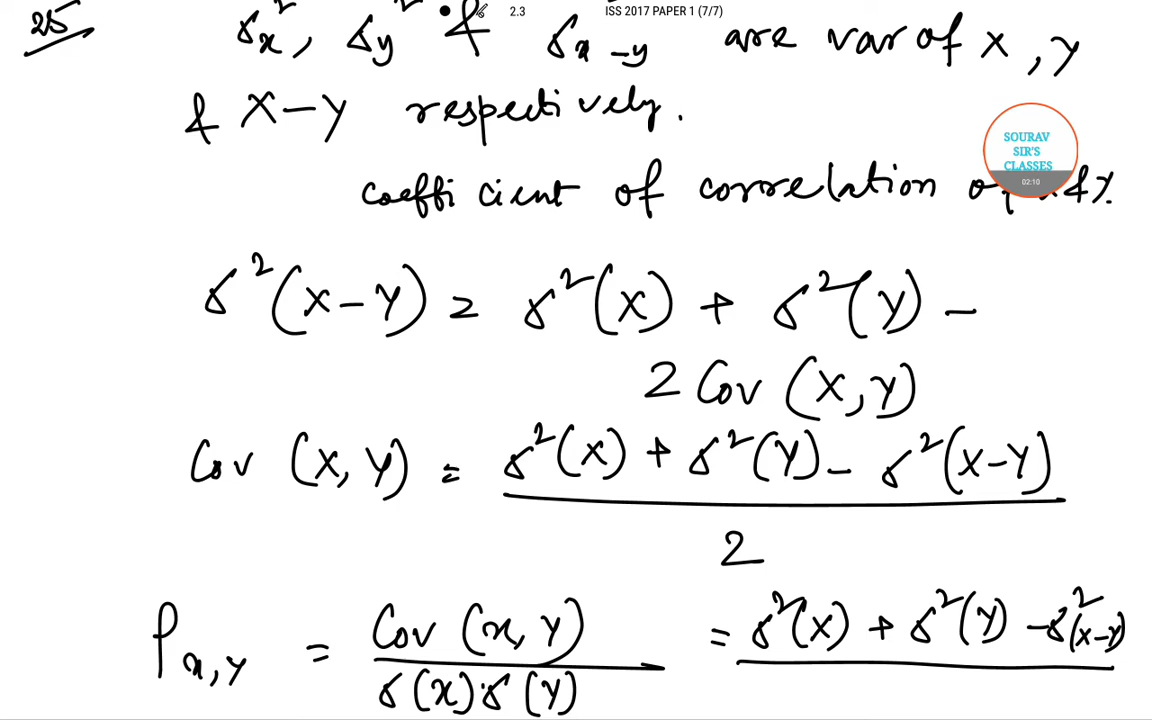 2.3 ISS 2017 PAPER 1 (7/7)
25 σx², σy² & σx-y are var of X, Y
& X-Y respectively.
SOURAV
SIR'S
CLASSES
02:10
coefficient of correlation of & Y.
σ²(X-Y) = σ²(X) + σ²(Y) -
2 Cov (X,Y)
Cov (X,Y) = σ²(X) + σ²(Y) - σ²(X-Y)
2
ρx,y = Cov (x,Y) = σ²(X) + σ²(Y) - σ²(X-Y)
σ(x).σ(Y)